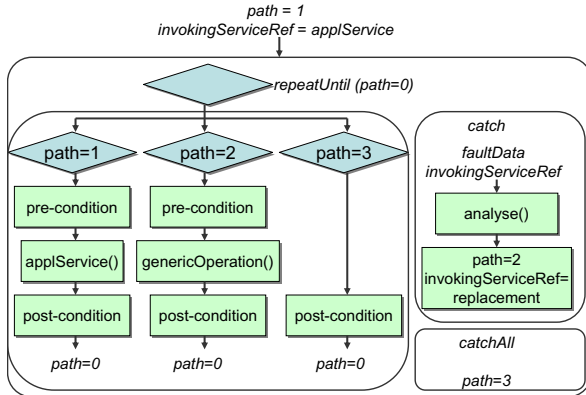 path = 1
invokingServiceRef = applService
repeatUntil (path=0)
path=1
path=2
path=3
pre-condition
pre-condition
applService()
genericOperation()
post-condition
post-condition
post-condition
path=0
path=0
path=0
catch
faultData
invokingServiceRef
analyse()
path=2
invokingServiceRef=
replacement
catchAll
path=3